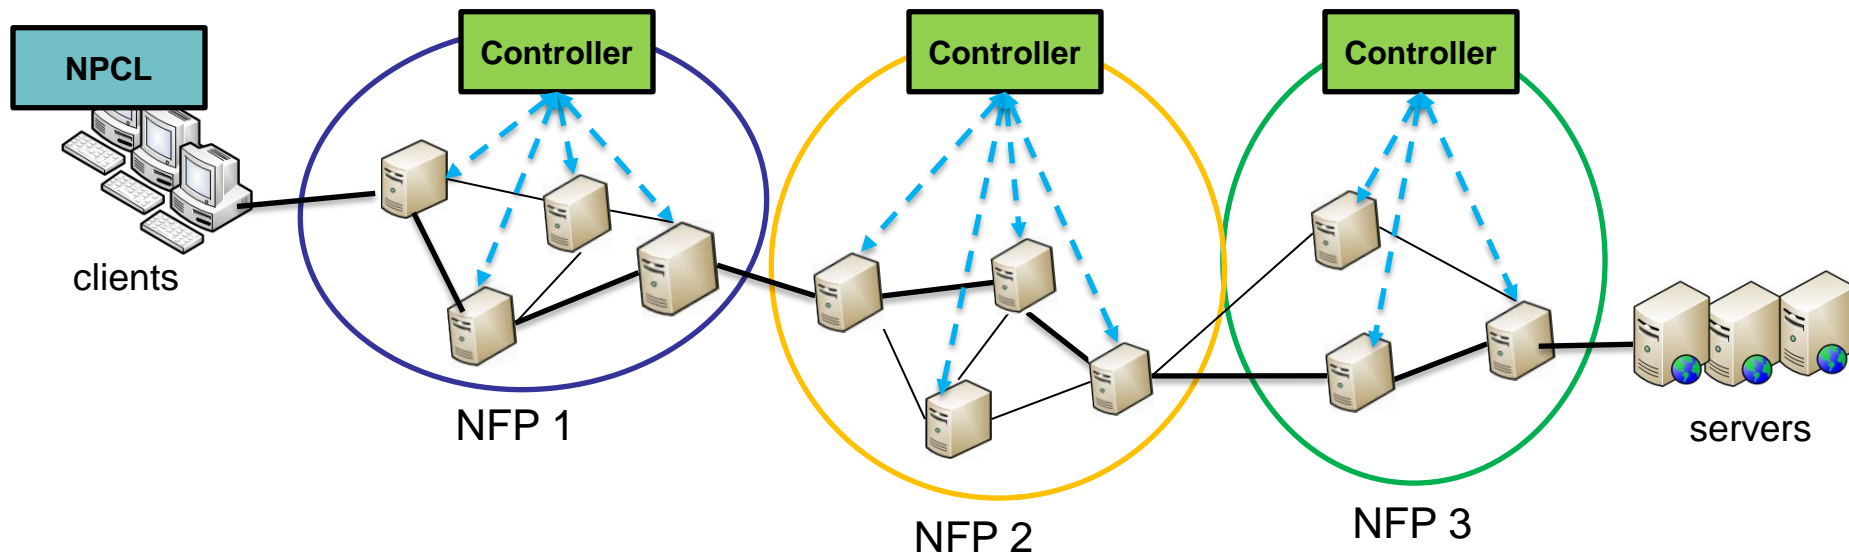 NPCL
Controller
Controller
Controller
clients
NFP 1
NFP 2
NFP 3
servers